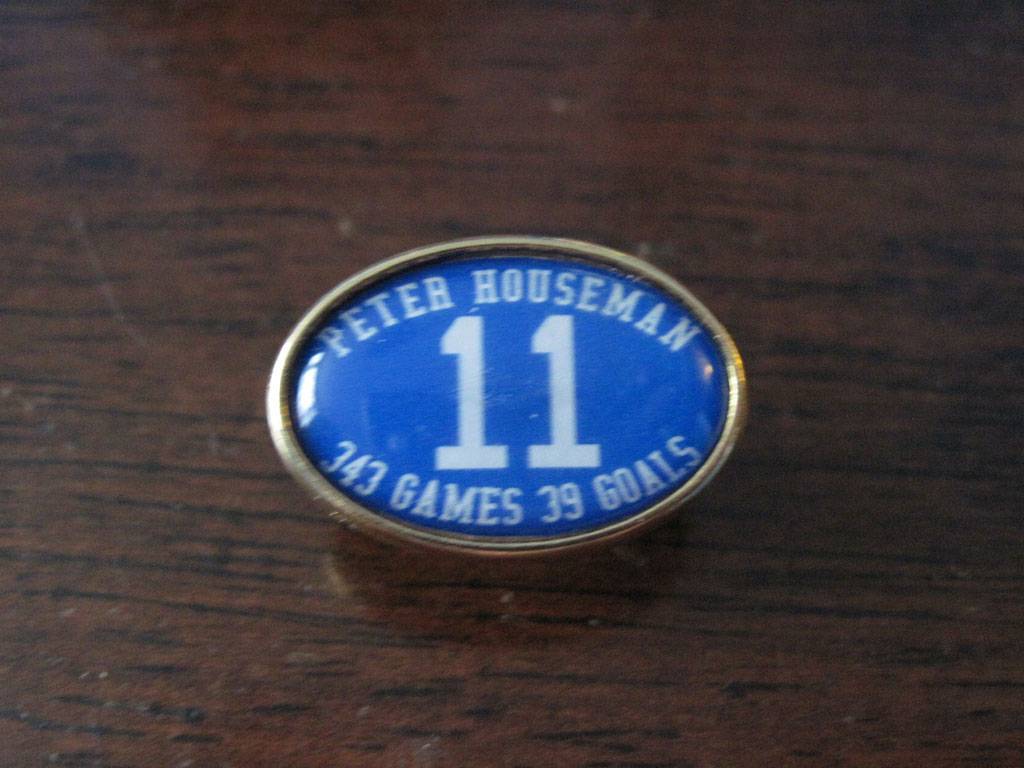 PETER HOUSEMAN
11
343 GAMES 39 GOALS